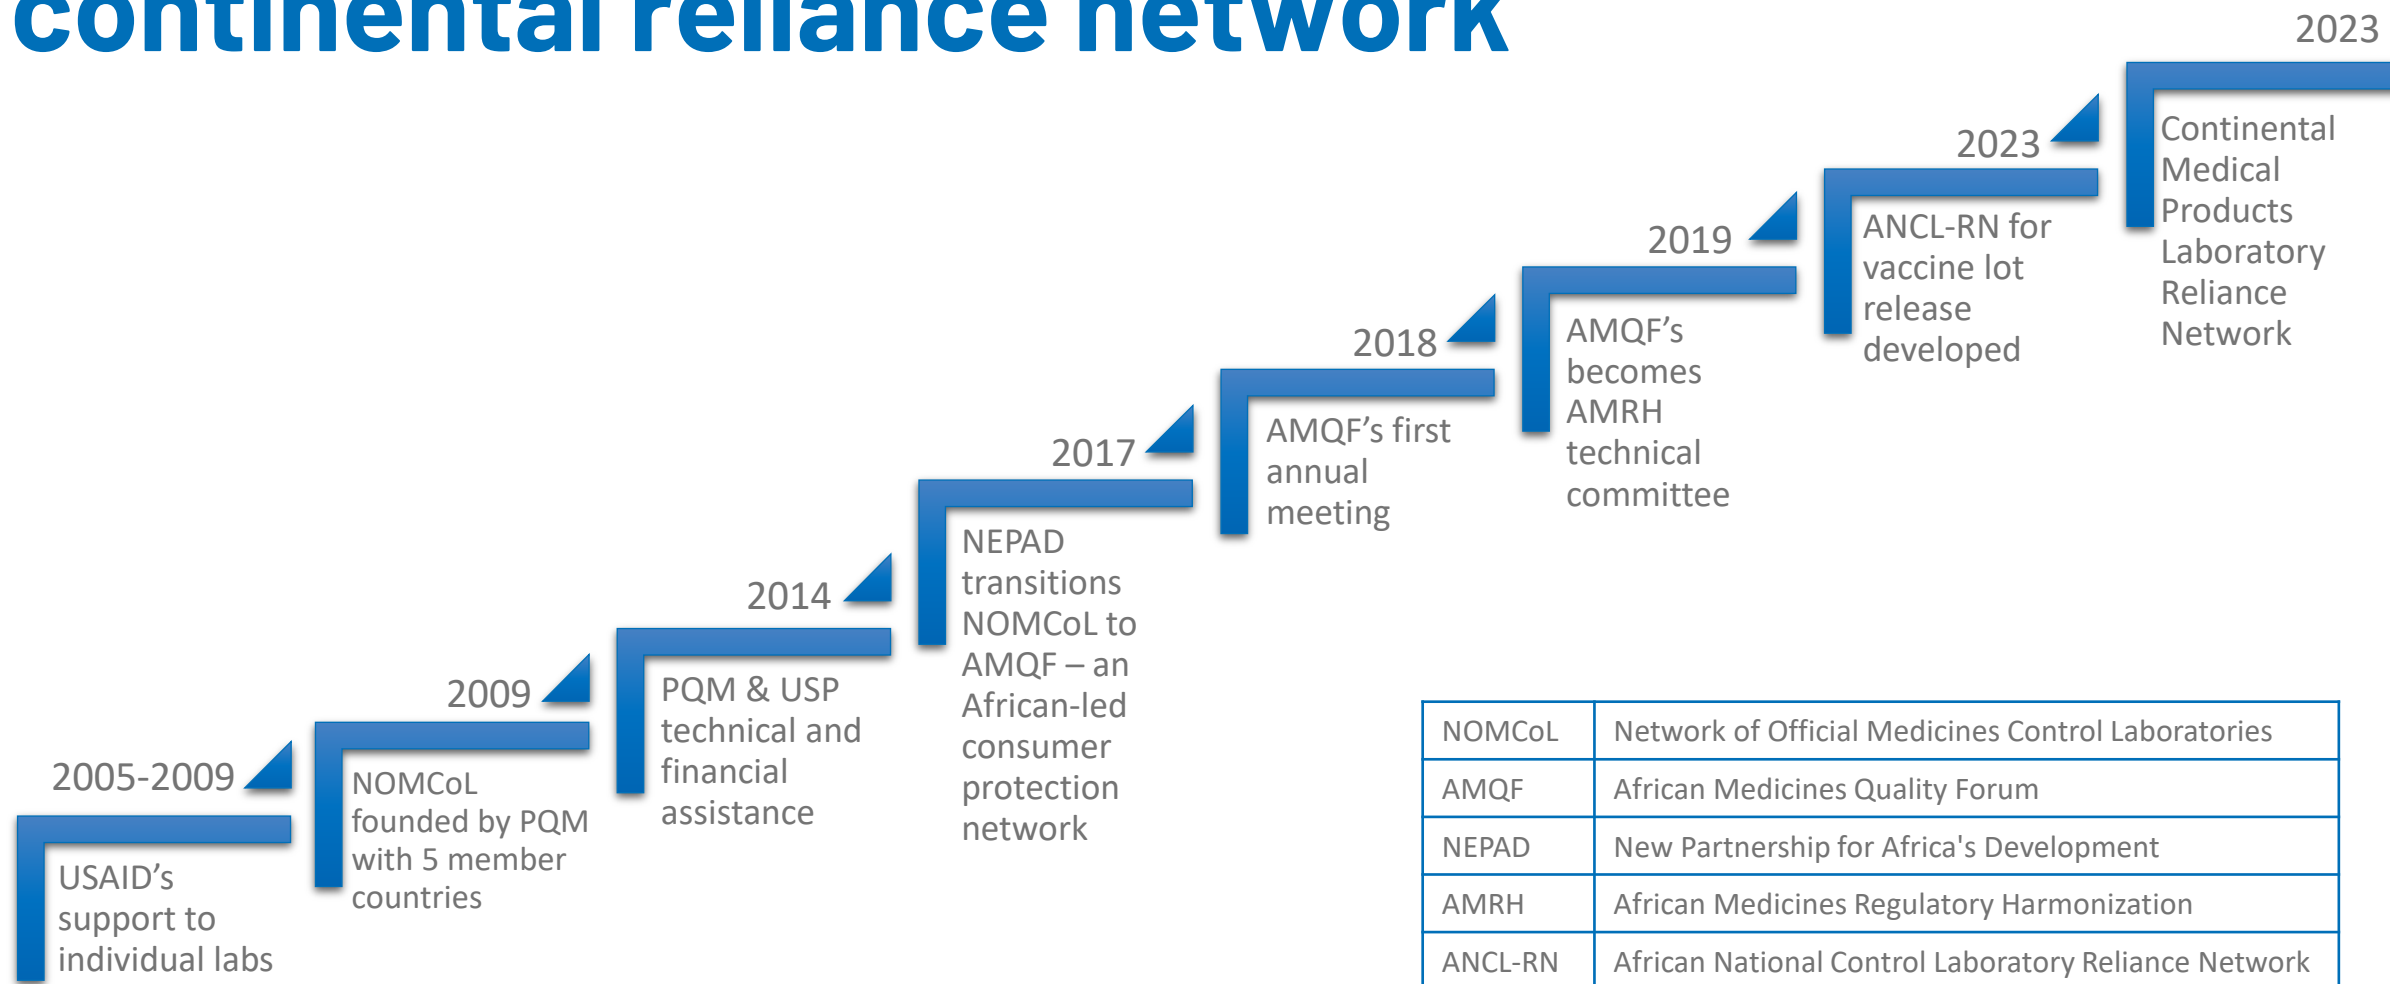 continental reliance network
2005-2009
USAID’s
support to
individual labs
2009
NOMCoL
founded by PQM
with 5 member
countries
2014
PQM & USP
technical and
financial
assistance
2017
NEPAD
transitions
NOMCoL to
AMQF – an
African-led
consumer
protection
network
2018
AMQF’s first
annual
meeting
2019
AMQF’s
becomes
AMRH
technical
committee
2023
ANCL-RN for
vaccine lot
release
developed
2023
Continental
Medical
Products
Laboratory
Reliance
Network
NOMCoL Network of Official Medicines Control Laboratories
AMQF African Medicines Quality Forum
NEPAD New Partnership for Africa's Development
AMRH African Medicines Regulatory Harmonization
ANCL-RN African National Control Laboratory Reliance Network